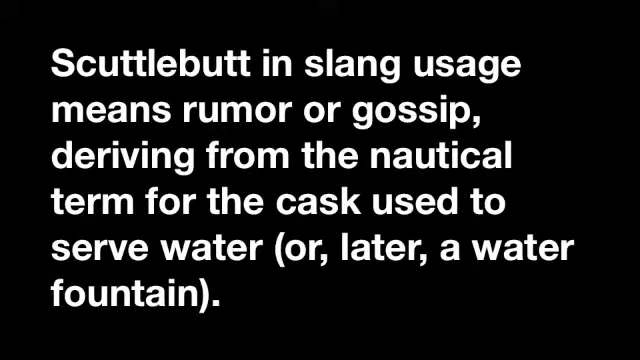 Scuttlebutt in slang usage
means rumor or gossip,
deriving from the nautical
term for the cask used to
serve water (or, later, a water
fountain).